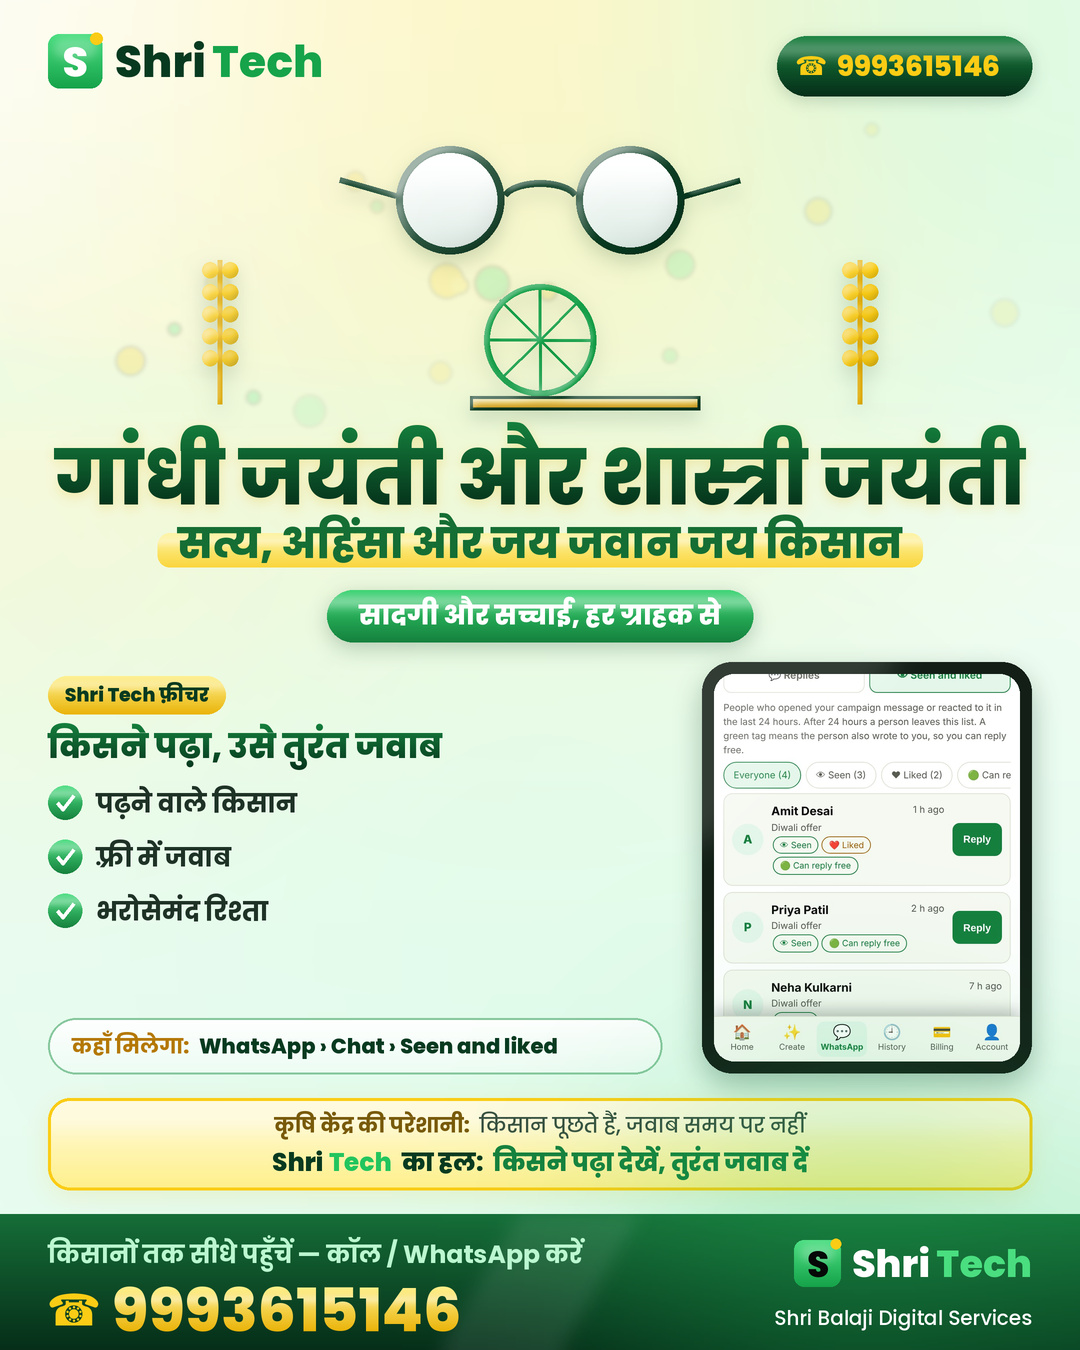 S Shri Tech
☎ 9993615146
गांधी जयंती और शास्त्री जयंती
सत्य, अहिंसा और जय जवान जय किसान
सादगी और सच्चाई, हर ग्राहक से
Shri Tech फ़ीचर
किसने पढ़ा, उसे तुरंत जवाब
पढ़ने वाले किसान
फ़्री में जवाब
भरोसेमंद रिश्ता
कहाँ मिलेगा: WhatsApp › Chat › Seen and liked
💬 Replies
👁 Seen and liked
People who opened your campaign message or reacted to it in
the last 24 hours. After 24 hours a person leaves this list. A
green tag means the person also wrote to you, so you can reply
free.
Everyone (4) 👁 Seen (3) ♥ Liked (2) 🟢 Can re
A
Amit Desai 1 h ago
Diwali offer
👁 Seen ❤️ Liked
🟢 Can reply free
Reply
P
Priya Patil 2 h ago
Diwali offer
👁 Seen 🟢 Can reply free
Reply
N
Neha Kulkarni 7 h ago
Diwali offer
Home Create WhatsApp History Billing Account
कृषि केंद्र की परेशानी: किसान पूछते हैं, जवाब समय पर नहीं
Shri Tech का हल: किसने पढ़ा देखें, तुरंत जवाब दें
किसानों तक सीधे पहुँचें — कॉल / WhatsApp करें
☎ 9993615146
S Shri Tech
Shri Balaji Digital Services